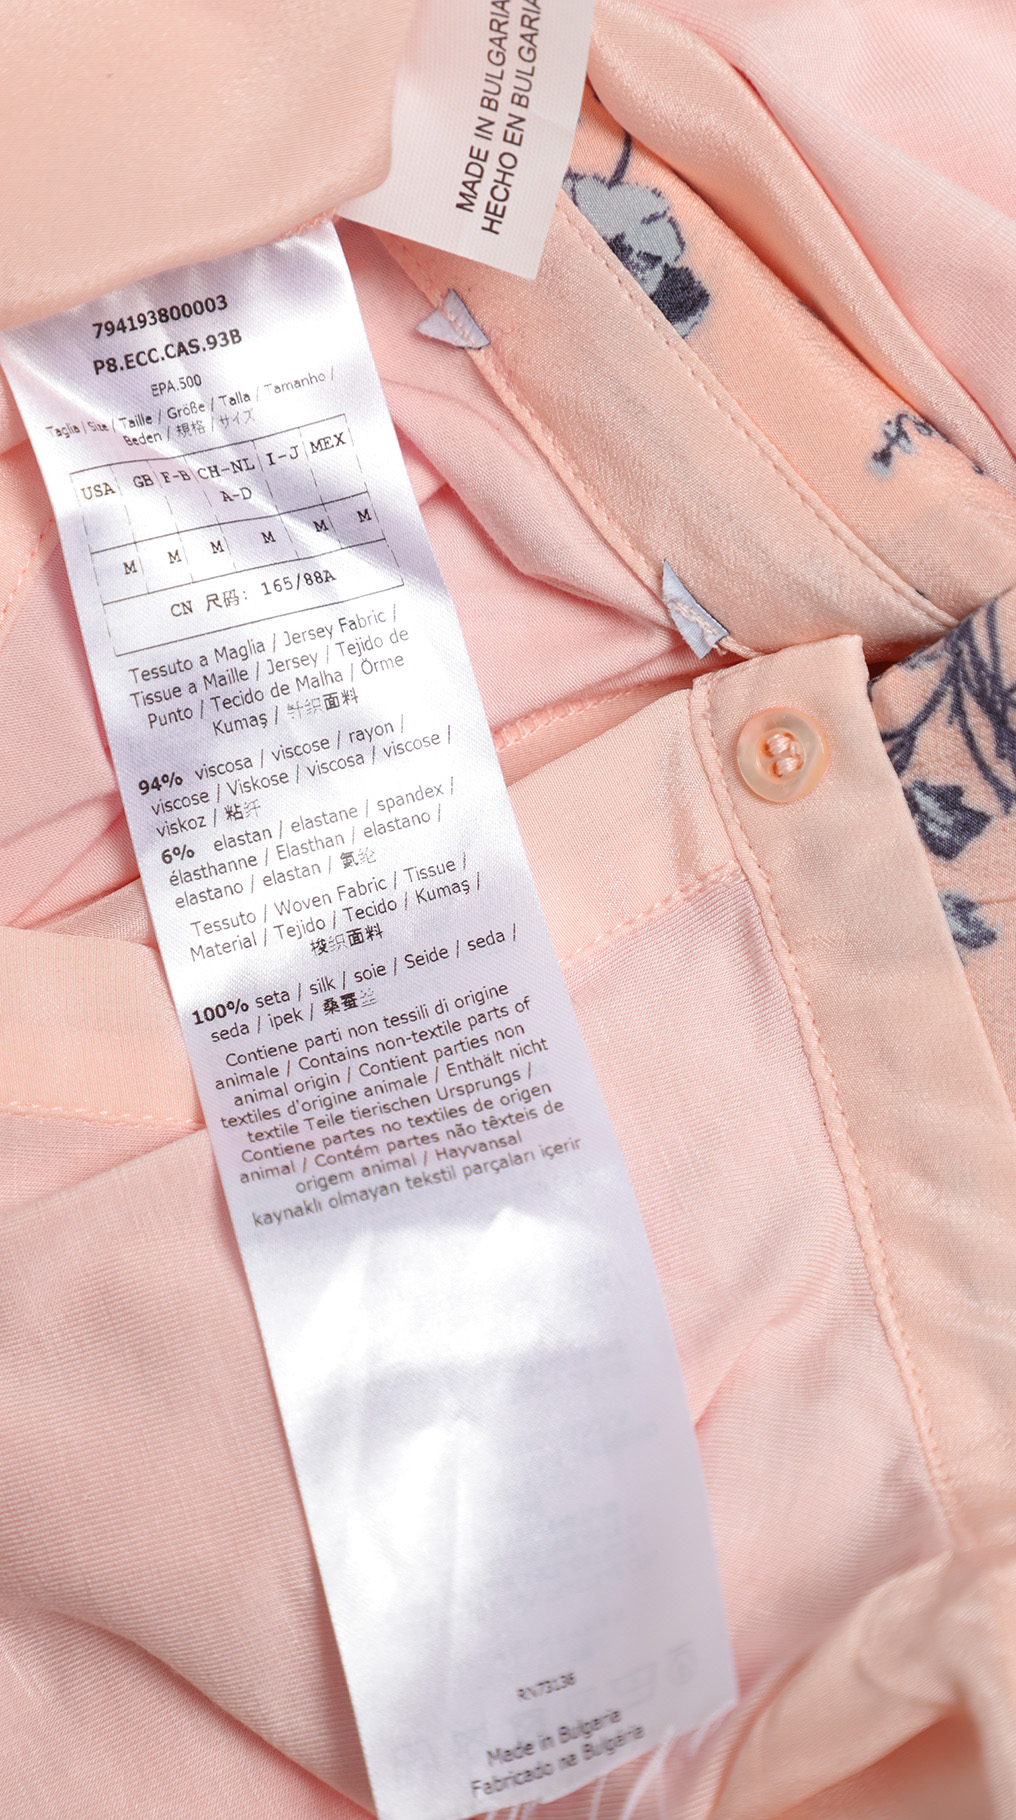 MADE IN BULGARIA
HECHO EN BULGARIA
794193800003
P8.ECC.CAS.93B
EPA.500
Taglia / Size / Taille / Größe / Talla / Tamanho /
Beden / 規格 / サイズ
USA GB F-B CH-NL I-J MEX
A-D
M M M M M M
CN 尺码: 165/88A
Tessuto a Maglia / Jersey Fabric /
Tissue a Maille / Jersey / Tejido de
Punto / Tecido de Malha / Örme
Kumaş / 针织面料
94% viscosa / viscose / rayon /
viscose / Viskose / viscosa / viscose /
viskoz / 粘纤
6% elastan / elastane / spandex /
élasthanne / Elasthan / elastano /
elastano / elastan / 氨纶
Tessuto / Woven Fabric / Tissue /
Material / Tejido / Tecido / Kumaş /
梭织面料
100% seta / silk / soie / Seide / seda /
seda / ipek / 桑蚕丝
Contiene parti non tessili di origine
animale / Contains non-textile parts of
animal origin / Contient parties non
textiles d'origine animale / Enthält nicht
textile Teile tierischen Ursprungs /
Contiene partes no textiles de origen
animal / Contém partes não têxteis de
origem animal / Hayvansal
kaynaklı olmayan tekstil parçaları içerir
RN73136
Made in Bulgaria
Fabricado na Bulgária